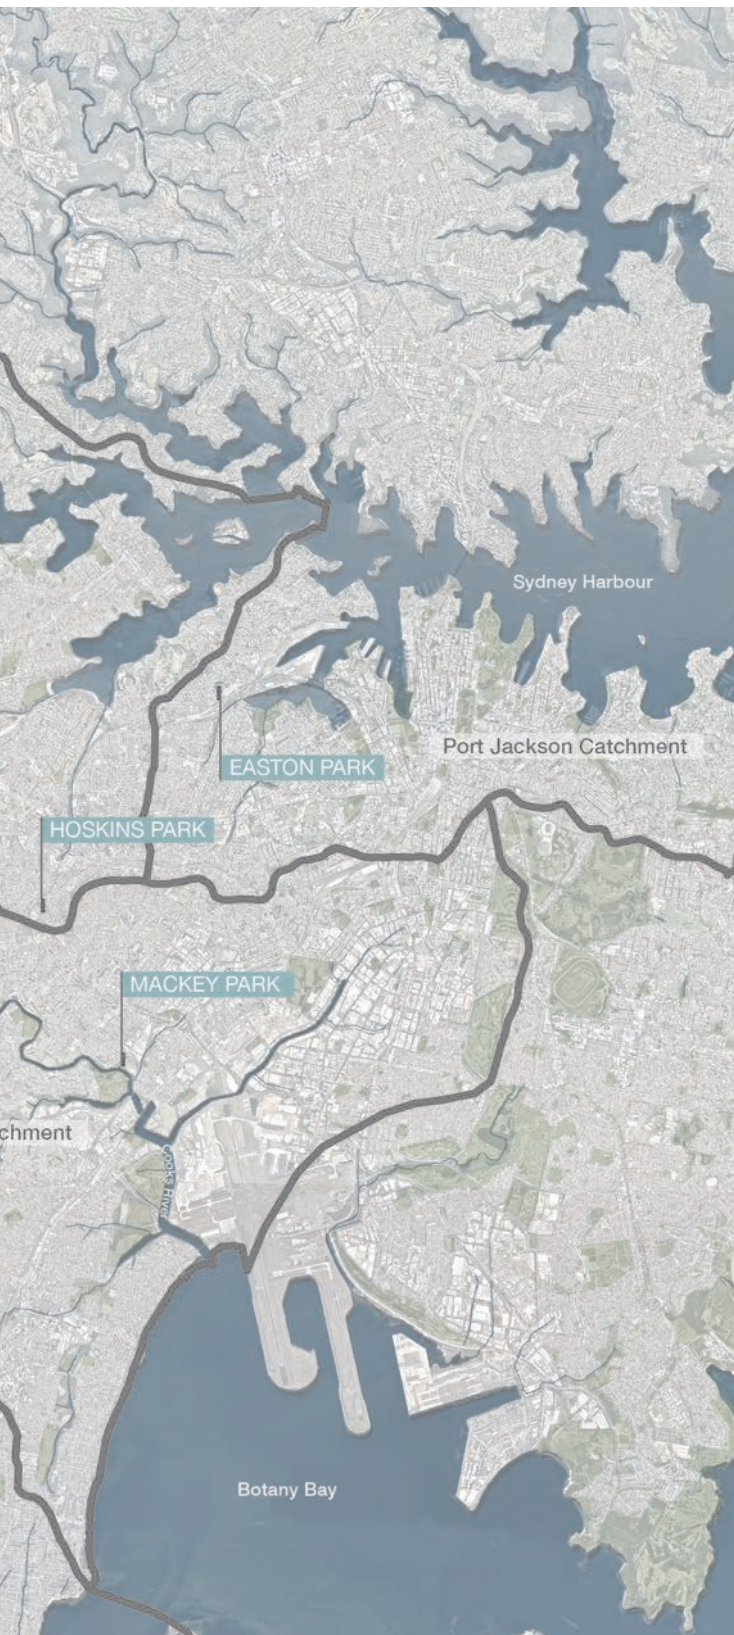 Sydney Harbour
Port Jackson Catchment
EASTON PARK
HOSKINS PARK
MACKEY PARK
chment
Cooks River
Botany Bay